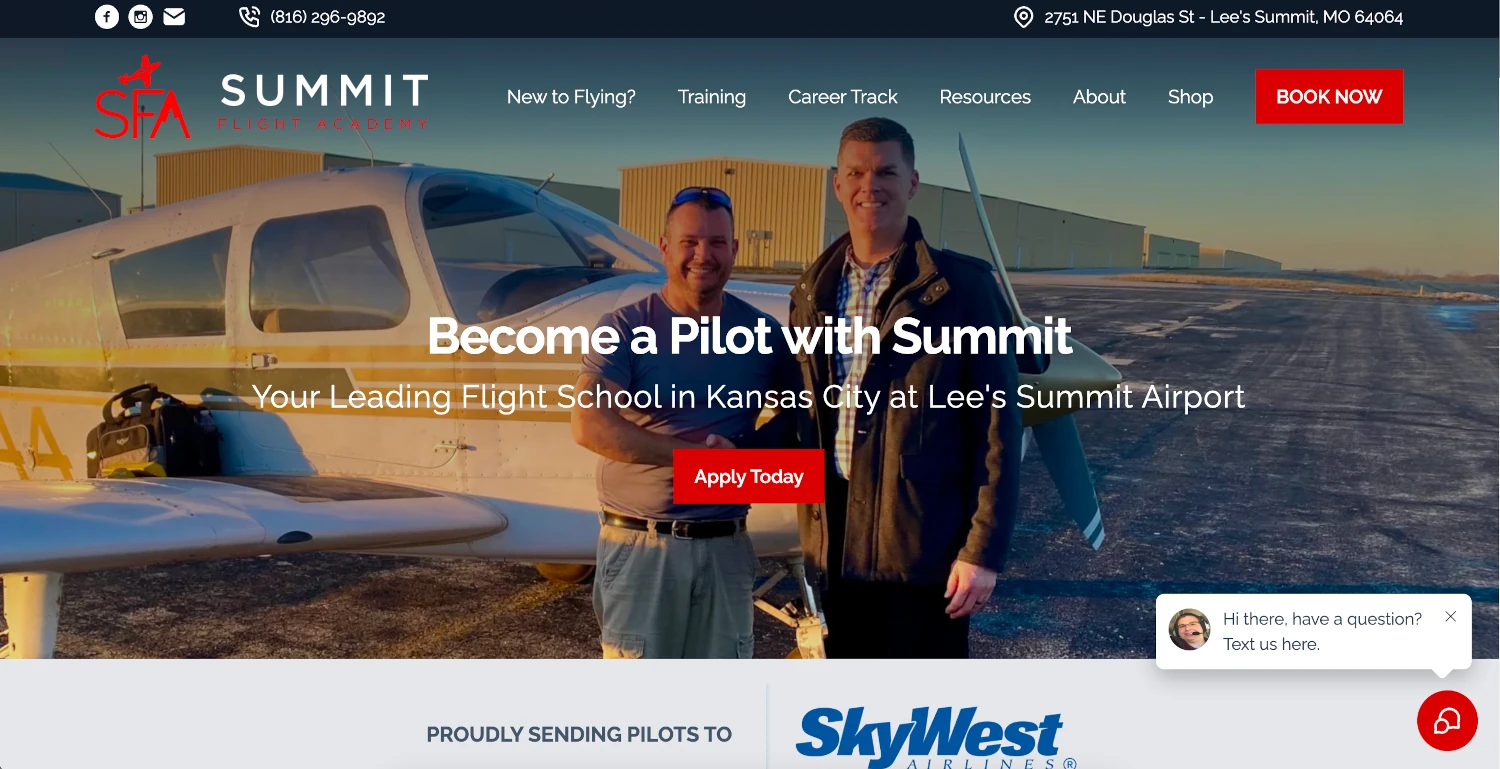 (816) 296-9892
2751 NE Douglas St - Lee's Summit, MO 64064
SFA
SUMMIT
FLIGHT ACADEMY
New to Flying?
Training
Career Track
Resources
About
Shop
BOOK NOW
Become a Pilot with Summit
Your Leading Flight School in Kansas City at Lee's Summit Airport
Apply Today
Hi there, have a question?
Text us here.
PROUDLY SENDING PILOTS TO
SkyWest
AIRLINES®